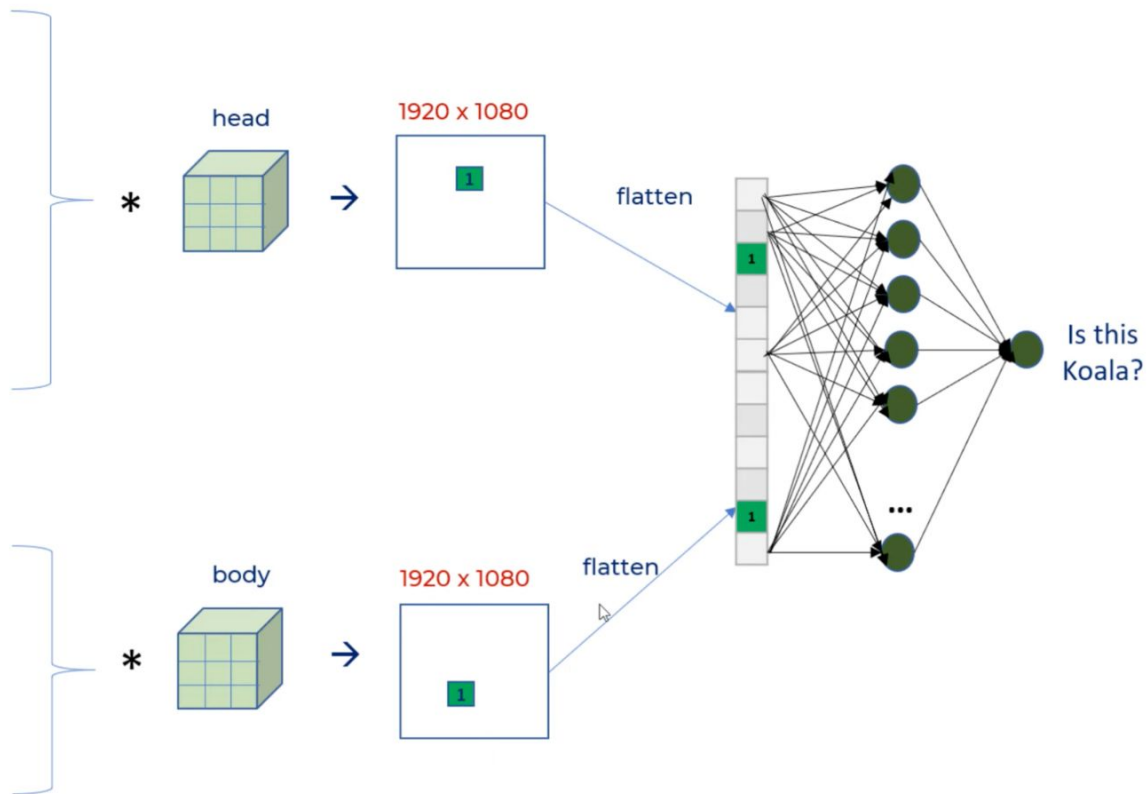 head
1920 x 1080
*
→
1
flatten
1
Is this
Koala?
body
1920 x 1080
flatten
*
→
1
1
...